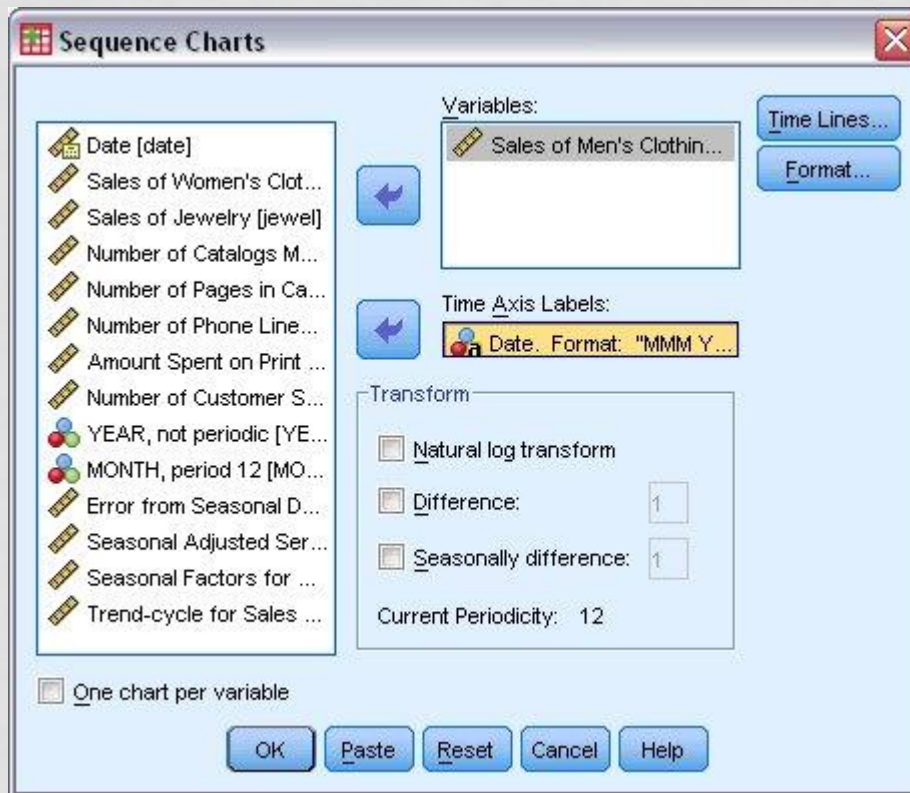 Sequence Charts
Variables:
Date [date]
Sales of Women's Clot...
Sales of Jewelry [jewel]
Number of Catalogs M...
Number of Pages in Ca...
Number of Phone Line...
Amount Spent on Print ...
Number of Customer S...
YEAR, not periodic [YE...
MONTH, period 12 [MO...
Error from Seasonal D...
Seasonal Adjusted Ser...
Seasonal Factors for ...
Trend-cycle for Sales ...
Sales of Men's Clothin...
Time Lines...
Format...
Time Axis Labels:
a Date. Format: "MMM Y...
Transform
Natural log transform
Difference:
1
Seasonally difference:
1
Current Periodicity: 12
One chart per variable
OK
Paste
Reset
Cancel
Help